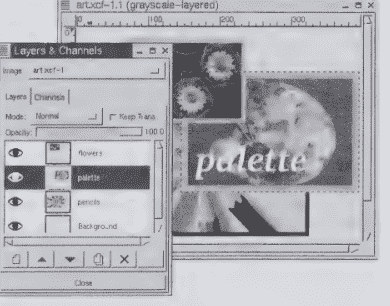 art.xcf-1.1 (grayscale-layered)
0 100 200 300
Layers & Channels
Image: art.xcf-1
Layers Channels
Mode: Normal Keep Trans.
Opacity: 100.0
flowers
palette
pencils
Background
Close
palette